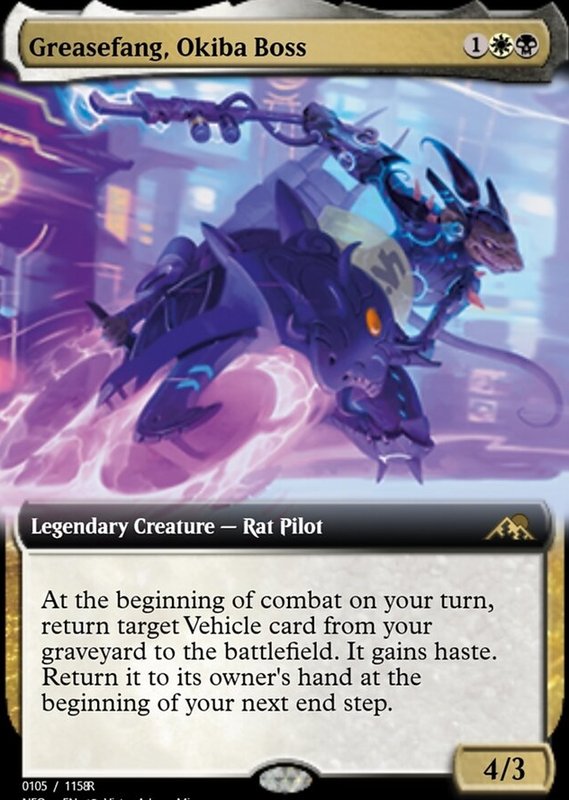 Greasefang, Okiba Boss
1
Legendary Creature — Rat Pilot
At the beginning of combat on your turn,
return target Vehicle card from your
graveyard to the battlefield. It gains haste.
Return it to its owner's hand at the
beginning of your next end step.
4/3
0105 / 1158R